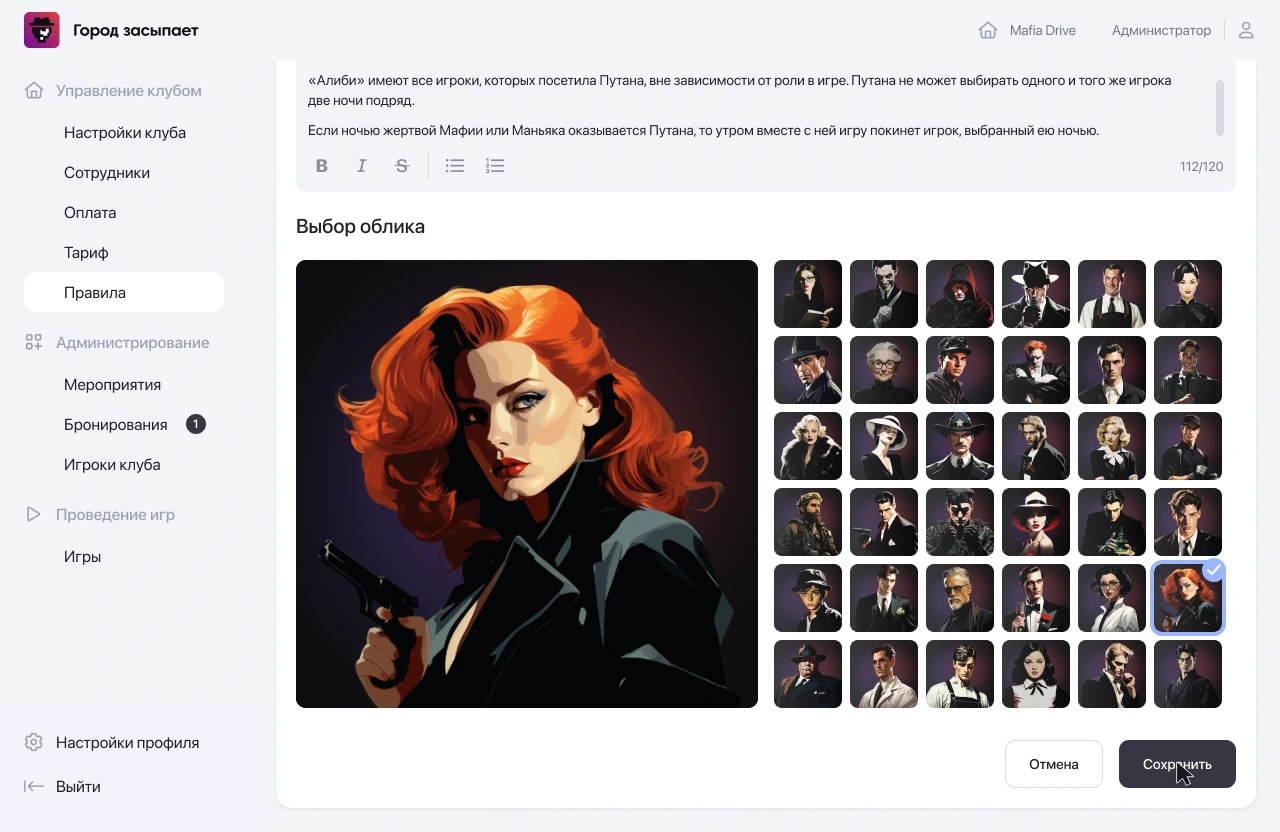 Город засыпает
Mafia Drive
Администратор
Управление клубом
Настройки клуба
Сотрудники
Оплата
Тариф
Правила
Администрирование
Мероприятия
Бронирования 1
Игроки клуба
Проведение игр
Игры
Настройки профиля
Выйти
«Алиби» имеют все игроки, которых посетила Путана, вне зависимости от роли в игре. Путана не может выбирать одного и того же игрока
две ночи подряд.
Если ночью жертвой Мафии или Маньяка оказывается Путана, то утром вместе с ней игру покинет игрок, выбранный ею ночью.
B I S
112/120
Выбор облика
Отмена
Сохранить